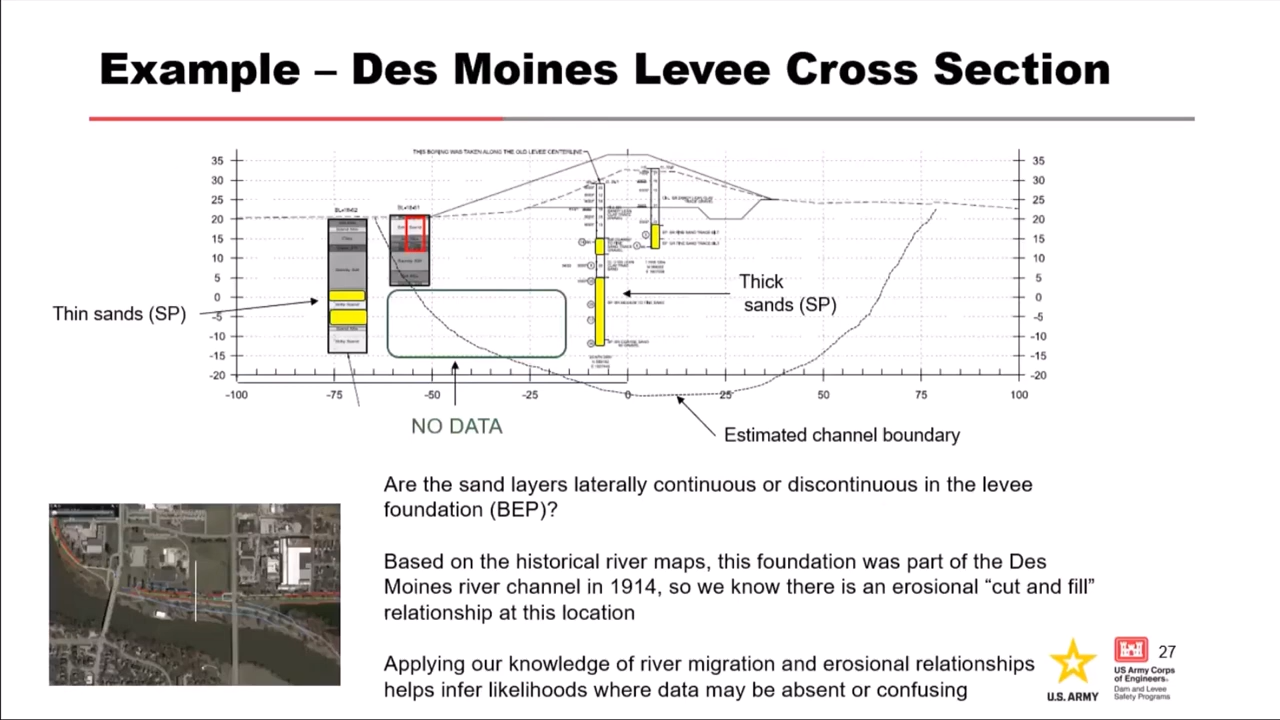 Example – Des Moines Levee Cross Section
THIS BORING WAS TAKEN ALONG THE OLD LEVEE CENTERLINE
35
30
25
20
15
10
5
0
-5
-10
-15
-20
35
30
25
20
15
10
5
0
-5
-10
-15
-20
-100
-75
-50
-25
0
25
50
75
100
Thin sands (SP)
Thick
sands (SP)
NO DATA
Estimated channel boundary
Are the sand layers laterally continuous or discontinuous in the levee
foundation (BEP)?
Based on the historical river maps, this foundation was part of the Des
Moines river channel in 1914, so we know there is an erosional “cut and fill”
relationship at this location
Applying our knowledge of river migration and erosional relationships
helps infer likelihoods where data may be absent or confusing
U.S. ARMY
US Army Corps
of Engineers.
Dam and Levee
Safety Programs
27